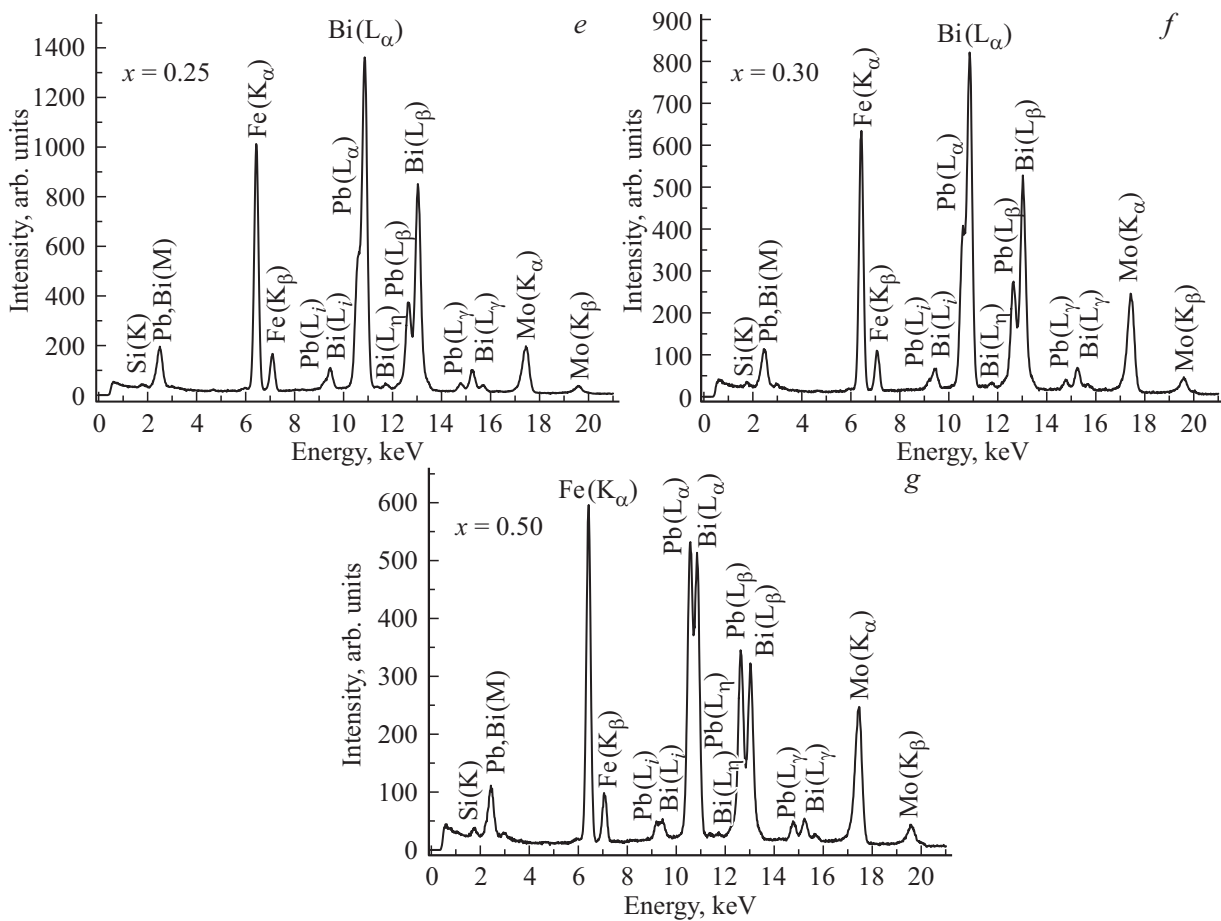 e
x = 0.25
Intensity, arb. units
1400
1200
1000
800
600
400
200
0
Si(K)
Pb,Bi(M)
Fe(Kα)
Fe(Kβ)
Pb(Li)
Bi(Li)
Pb(Lα)
Bi(Lα)
Bi(Lη)
Pb(Lβ)
Bi(Lβ)
Pb(Lγ)
Bi(Lγ)
Mo(Kα)
Mo(Kβ)
0 2 4 6 8 10 12 14 16 18 20
Energy, keV
f
x = 0.30
Intensity, arb. units
900
800
700
600
500
400
300
200
100
0
Si(K)
Pb,Bi(M)
Fe(Kα)
Fe(Kβ)
Pb(Li)
Bi(Li)
Pb(Lα)
Bi(Lα)
Bi(Lη)
Pb(Lβ)
Bi(Lβ)
Pb(Lγ)
Bi(Lγ)
Mo(Kα)
Mo(Kβ)
0 2 4 6 8 10 12 14 16 18 20
Energy, keV
g
x = 0.50
Intensity, arb. units
600
500
400
300
200
100
0
Si(K)
Pb,Bi(M)
Fe(Kα)
Fe(Kβ)
Pb(Li)
Bi(Li)
Pb(Lα)
Bi(Lα)
Pb(Lη)
Bi(Lη)
Pb(Lβ)
Bi(Lβ)
Pb(Lγ)
Bi(Lγ)
Mo(Kα)
Mo(Kβ)
0 2 4 6 8 10 12 14 16 18 20
Energy, keV